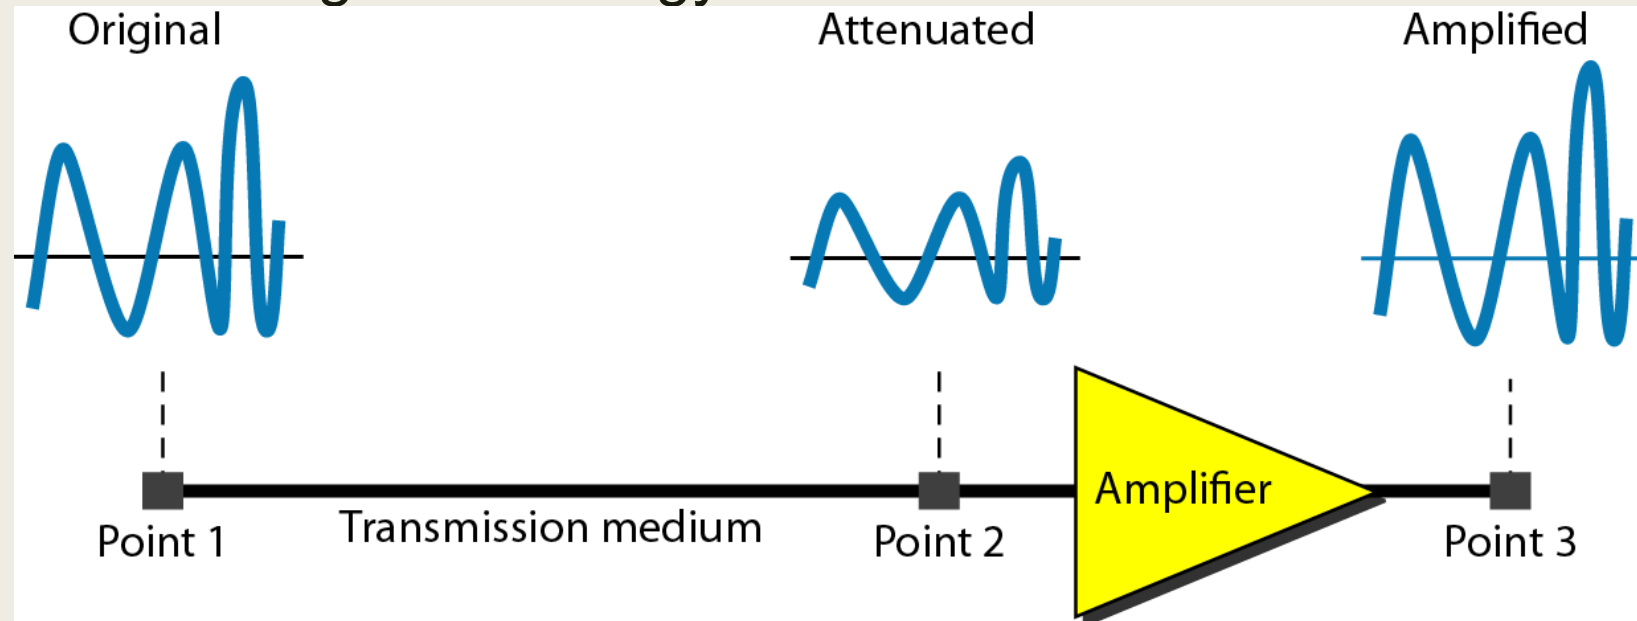 Original
Attenuated
Amplified
Amplifier
Transmission medium
Point 1
Point 2
Point 3